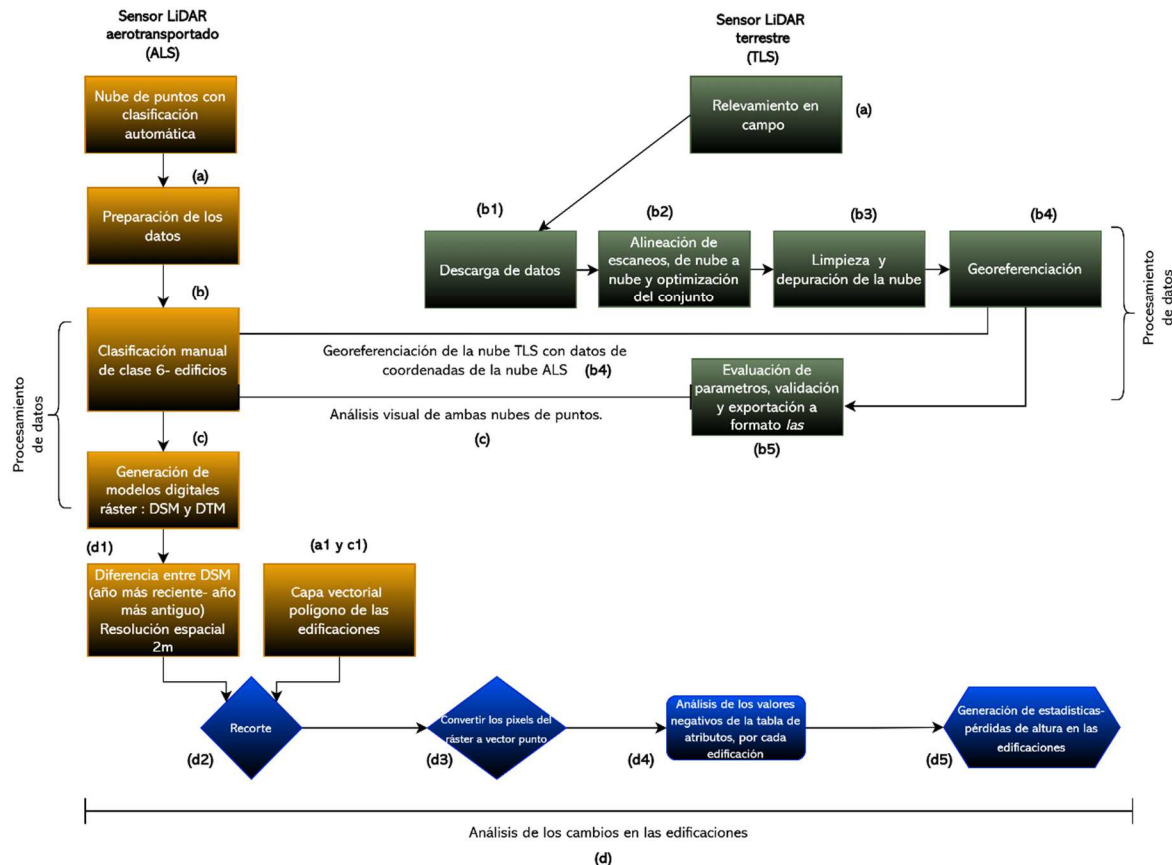 Sensor LiDAR
aerotransportado
(ALS)
Sensor LiDAR
terrestre
(TLS)
Nube de puntos con
clasificación
automática
Relevamiento en
campo
(a)
(a)
Preparación de los
datos
(b1)
(b2)
(b3)
(b4)
Descarga de datos
Alineación de
escaneos, de nube a
nube y optimización
del conjunto
Limpieza y
depuración de la nube
Georeferenciación
Procesamiento
de datos
(b)
Clasificación manual
de clase 6- edificios
Georeferenciación de la nube TLS con datos de
coordenadas de la nube ALS (b4)
Evaluación de
parametros, validación
y exportación a
formato las
(b5)
Análisis visual de ambas nubes de puntos.
(c)
Procesamiento
de datos
(c)
Generación de
modelos digitales
ráster : DSM y DTM
(d1)
Diferencia entre DSM
(año más reciente- año
más antiguo)
Resolución espacial
2m
(a1 y c1)
Capa vectorial
polígono de las
edificaciones
Recorte
(d2)
Convertir los pixels del
ráster a vector punto
(d3)
Análisis de los valores
negativos de la tabla de
atributos, por cada
edificación
(d4)
Generación de estadísticas-
pérdidas de altura en las
edificaciones
(d5)
Análisis de los cambios en las edificaciones
(d)